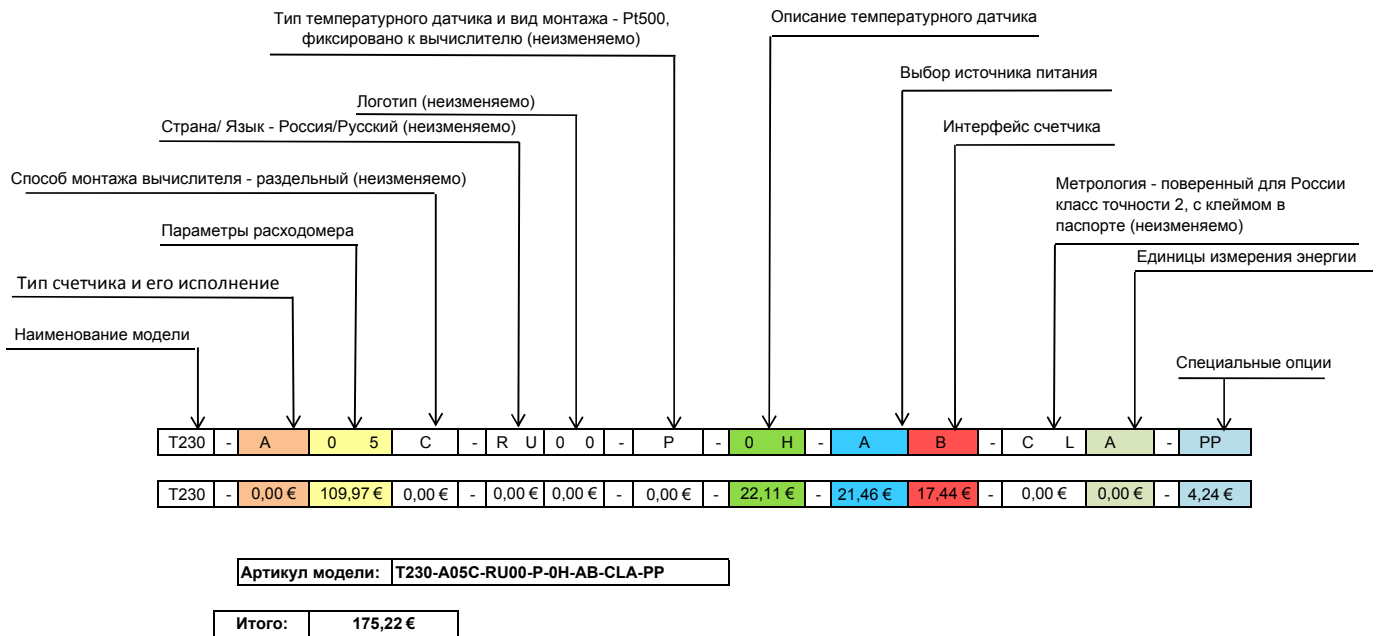 Тип температурного датчика и вид монтажа - Pt500,
фиксировано к вычислителю (неизменяемо)
Описание температурного датчика
Выбор источника питания
Логотип (неизменяемо)
Страна/ Язык - Россия/Русский (неизменяемо)
Интерфейс счетчика
Способ монтажа вычислителя - раздельный (неизменяемо)
Метрология - поверенный для России
класс точности 2, с клеймом в
паспорте (неизменяемо)
Параметры расходомера
Единицы измерения энергии
Тип счетчика и его исполнение
Наименование модели
Специальные опции
T230 - A 0 5 C - R U 0 0 - P - 0 H - A B - C L A - PP
T230 - 0,00 € 109,97 € 0,00 € - 0,00 € 0,00 € - 0,00 € - 22,11 € - 21,46 € 17,44 € - 0,00 € 0,00 € - 4,24 €
Артикул модели: T230-A05C-RU00-P-0H-AB-CLA-PP
Итого: 175,22 €